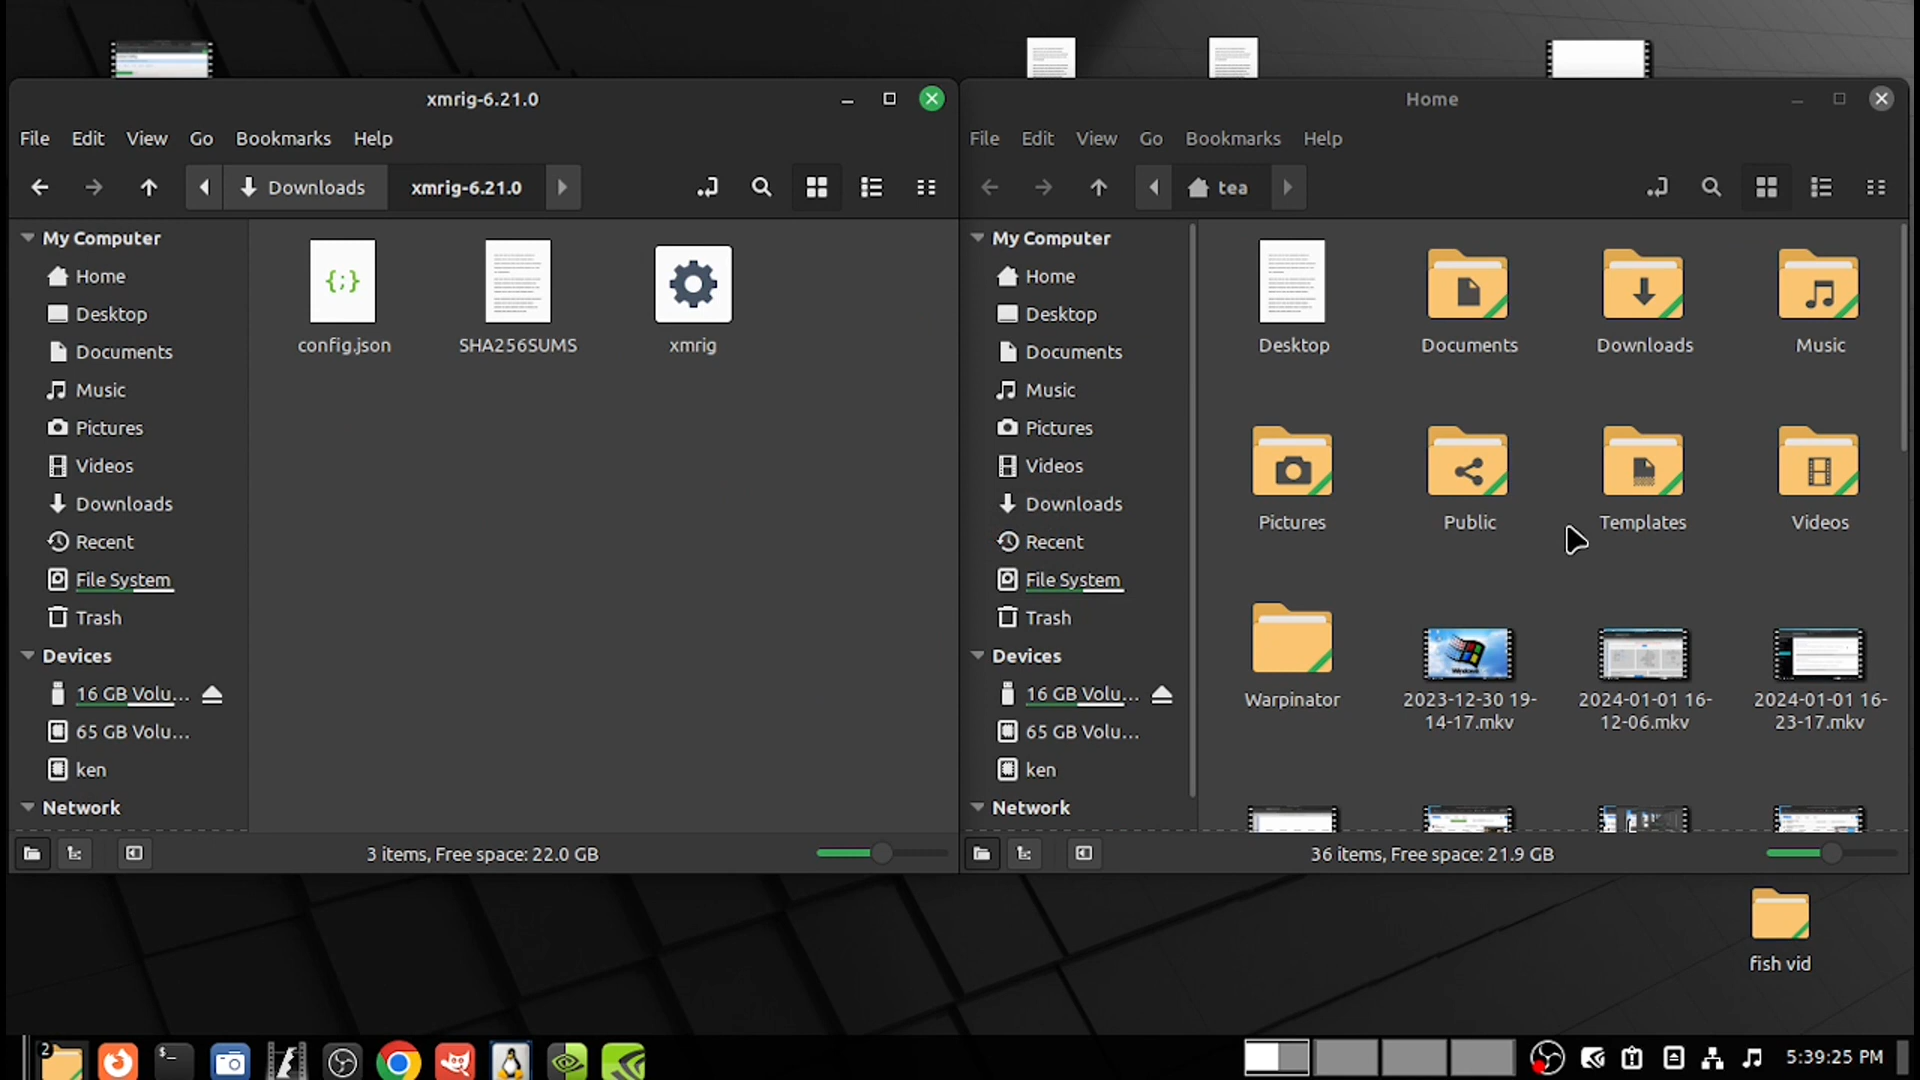 xmrig-6.21.0
File Edit View Go Bookmarks Help
Downloads xmrig-6.21.0
My Computer
Home
Desktop
Documents
Music
Pictures
Videos
Downloads
Recent
File System
Trash
Devices
16 GB Volu...
65 GB Volu...
ken
Network
config.json SHA256SUMS xmrig
3 items, Free space: 22.0 GB
Home
File Edit View Go Bookmarks Help
tea
My Computer
Home
Desktop
Documents
Music
Pictures
Videos
Downloads
Recent
File System
Trash
Devices
16 GB Volu...
65 GB Volu...
ken
Network
Desktop Documents Downloads Music
Pictures Public Templates Videos
Warpinator 2023-12-30 19- 2024-01-01 16- 2024-01-01 16-
14-17.mkv 12-06.mkv 23-17.mkv
36 items, Free space: 21.9 GB
fish vid
2
5:39:25 PM